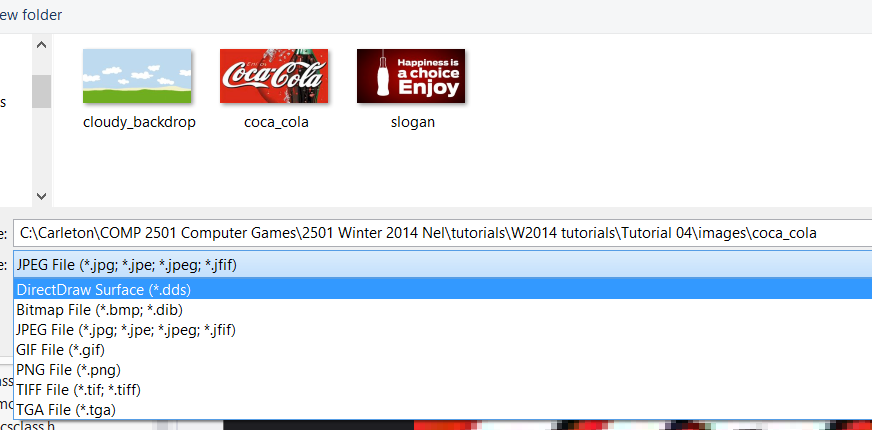 ew folder
s
Enjoy
Coca-Cola
Happiness is
a choice
Enjoy
cloudy_backdrop
coca_cola
slogan
e: C:\Carleton\COMP 2501 Computer Games\2501 Winter 2014 Nel\tutorials\W2014 tutorials\Tutorial 04\images\coca_cola
e: JPEG File (*.jpg; *.jpe; *.jpeg; *.jfif)
DirectDraw Surface (*.dds)
Bitmap File (*.bmp; *.dib)
JPEG File (*.jpg; *.jpe; *.jpeg; *.jfif)
GIF File (*.gif)
PNG File (*.png)
TIFF File (*.tif; *.tiff)
TGA File (*.tga)
ass
mo
csclass.h